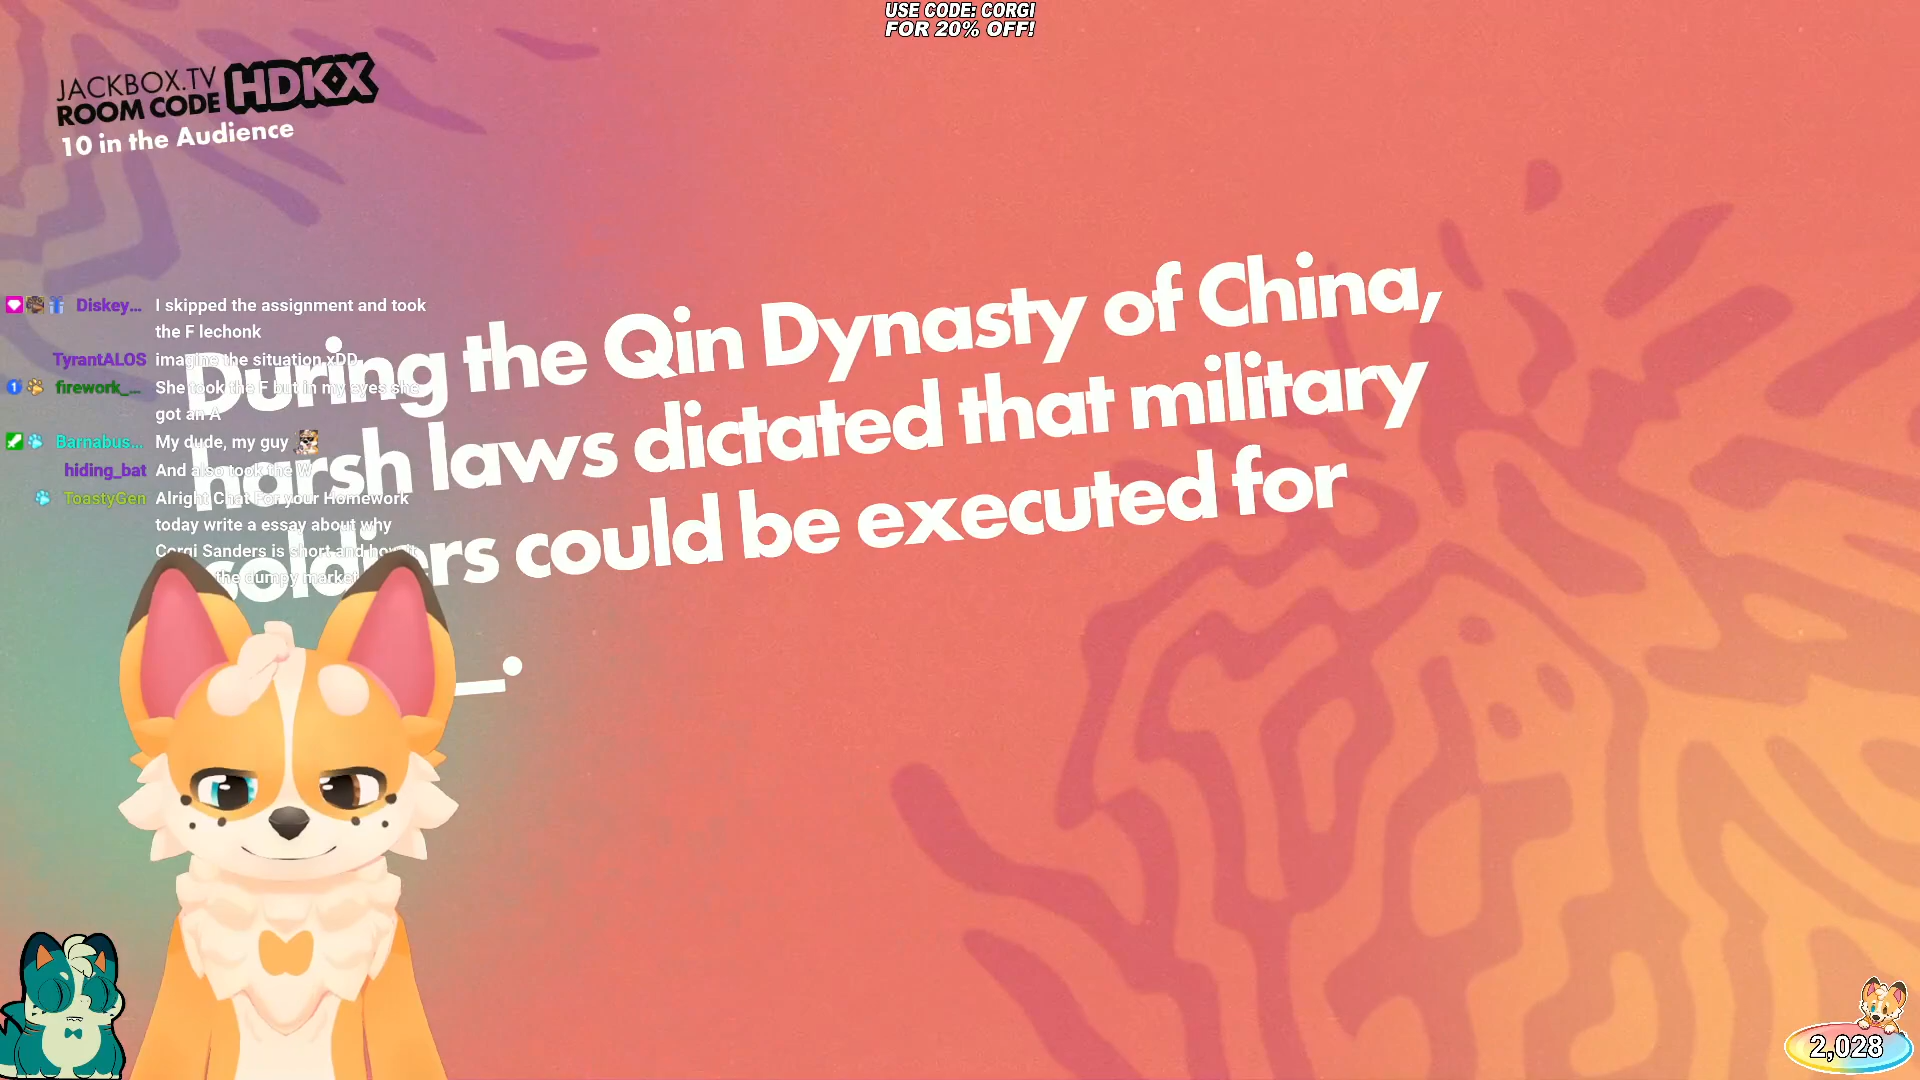 USE CODE: CORGI
FOR 20% OFF!
JACKBOX.TV
ROOM CODE HDKX
10 in the Audience
During the Qin Dynasty of China,
harsh laws dictated that military
soldiers could be executed for
Diskey... I skipped the assignment and took
the F lechonk
TyrantALOS imagine the situation xDD
firework_... She took the F but in my eyes she
got an A
Barnabus... My dude, my guy
hiding_bat And also took the W
ToastyGen Alright Chat For your Homework
today write a essay about why
Corgi Sanders is short and how it
the dumpy market
2,028